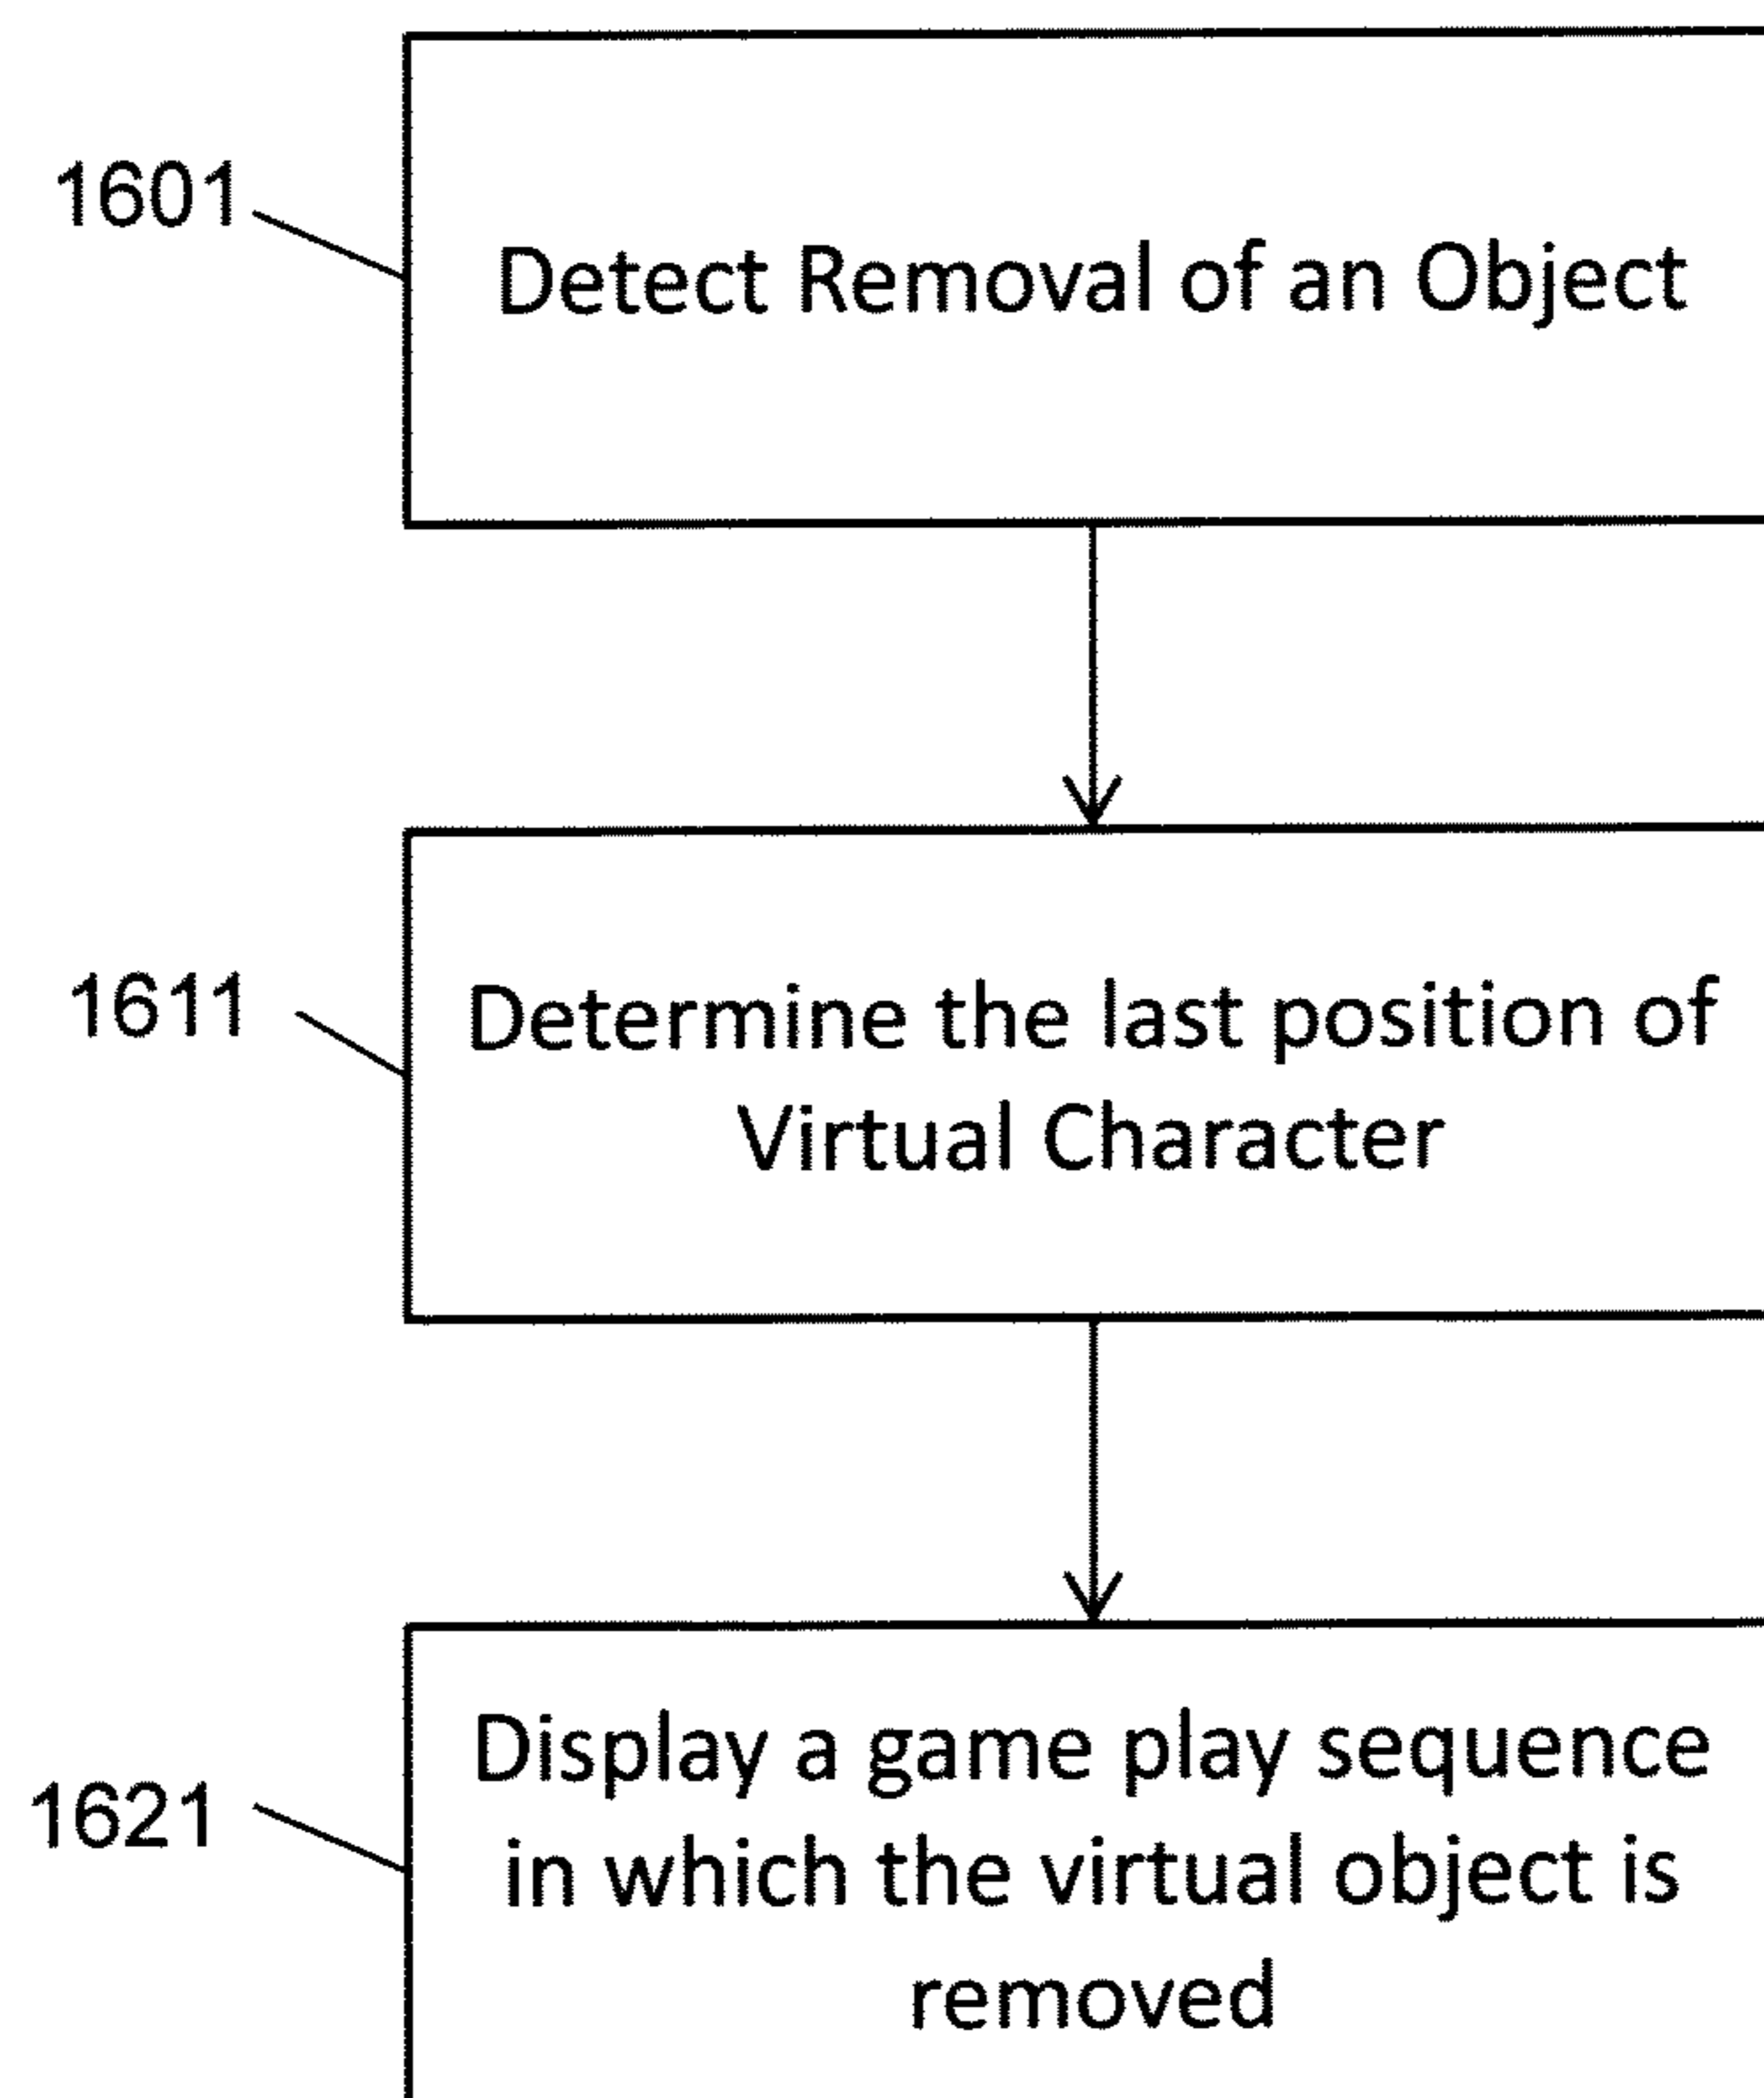 1601
Detect Removal of an Object
1611
Determine the last position of
Virtual Character
1621
Display a game play sequence
in which the virtual object is
removed